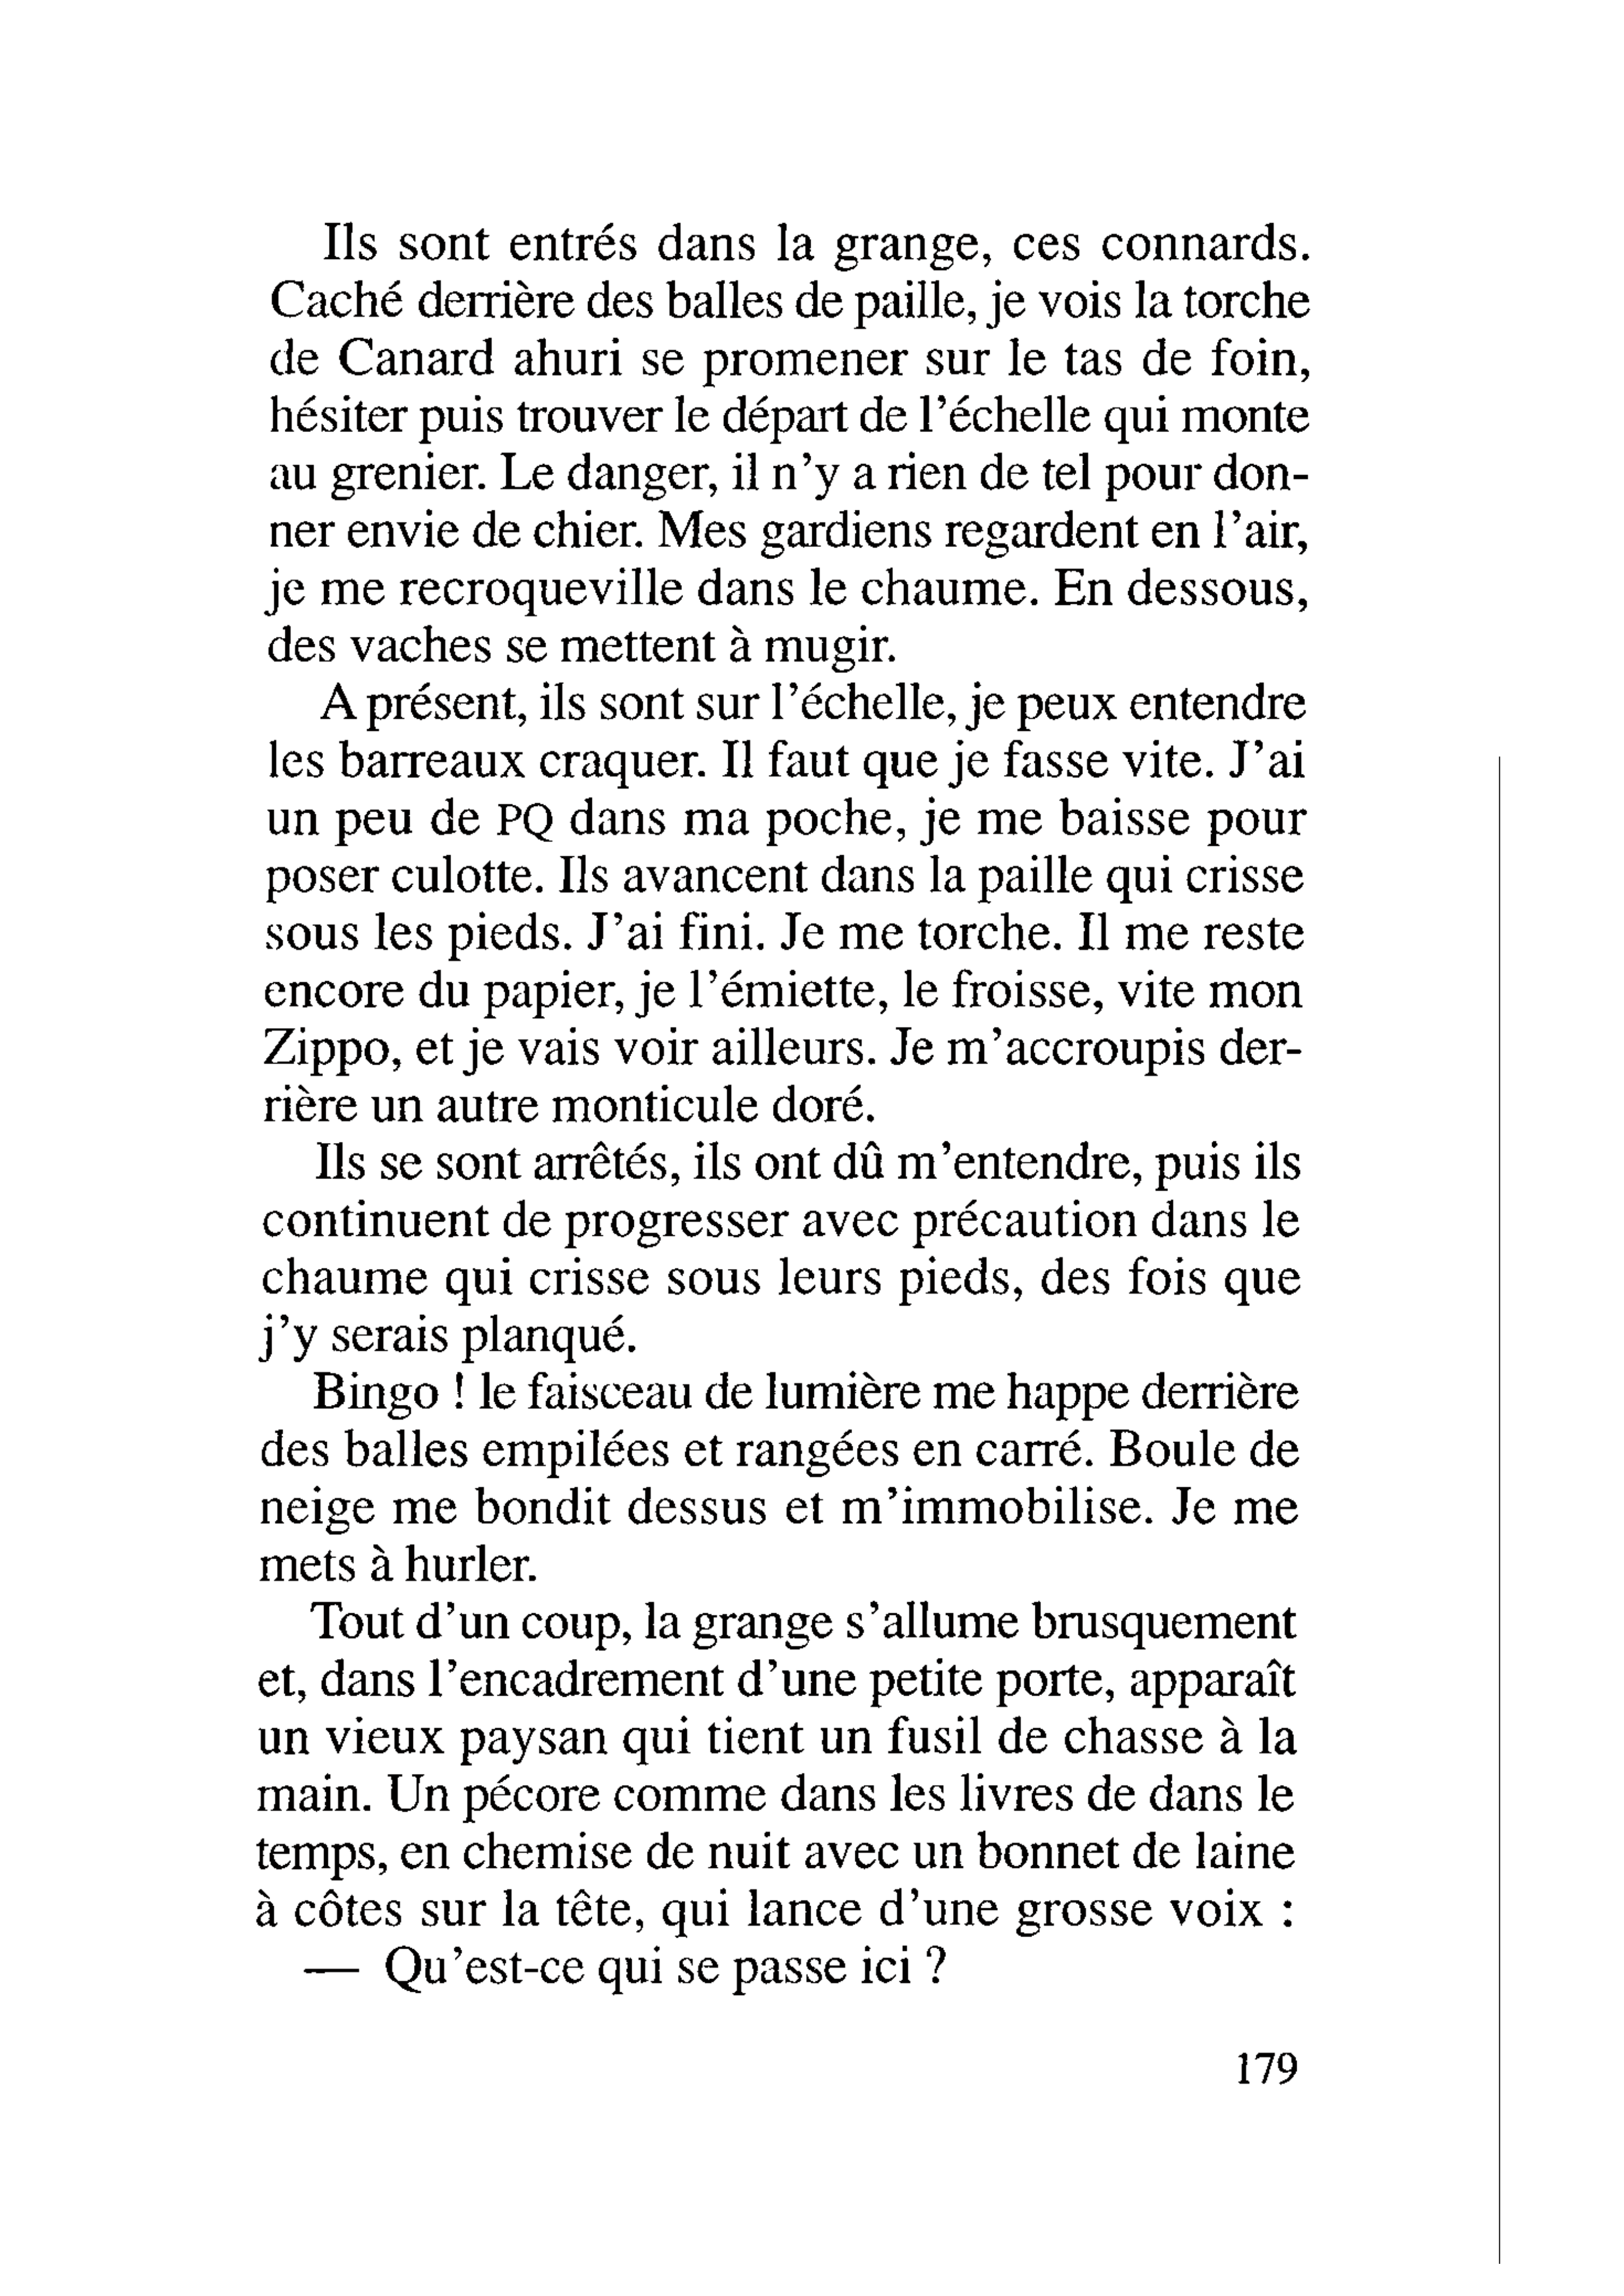 Ils sont entrés dans la grange, ces connards.
Caché derrière des balles de paille, je vois la torche
de Canard ahuri se promener sur le tas de foin,
hésiter puis trouver le départ de l'échelle qui monte
au grenier. Le danger, il n'y a rien de tel pour don-
ner envie de chier. Mes gardiens regardent en l'air,
je me recroqueville dans le chaume. En dessous,
des vaches se mettent à mugir.
A présent, ils sont sur l'échelle, je peux entendre
les barreaux craquer. Il faut que je fasse vite. J'ai
un peu de PQ dans ma poche, je me baisse pour
poser culotte. Ils avancent dans la paille qui crisse
sous les pieds. J'ai fini. Je me torche. Il me reste
encore du papier, je l'émiette, le froisse, vite mon
Zippo, et je vais voir ailleurs. Je m'accroupis der-
rière un autre monticule doré.
Ils se sont arrêtés, ils ont dû m'entendre, puis ils
continuent de progresser avec précaution dans le
chaume qui crisse sous leurs pieds, des fois que
j'y serais planqué.
Bingo ! le faisceau de lumière me happe derrière
des balles empilées et rangées en carré. Boule de
neige me bondit dessus et m'immobilise. Je me
mets à hurler.
Tout d'un coup, la grange s'allume brusquement
et, dans l'encadrement d'une petite porte, apparaît
un vieux paysan qui tient un fusil de chasse à la
main. Un pécore comme dans les livres de dans le
temps, en chemise de nuit avec un bonnet de laine
à côtes sur la tête, qui lance d'une grosse voix :
— Qu'est-ce qui se passe ici ?
179